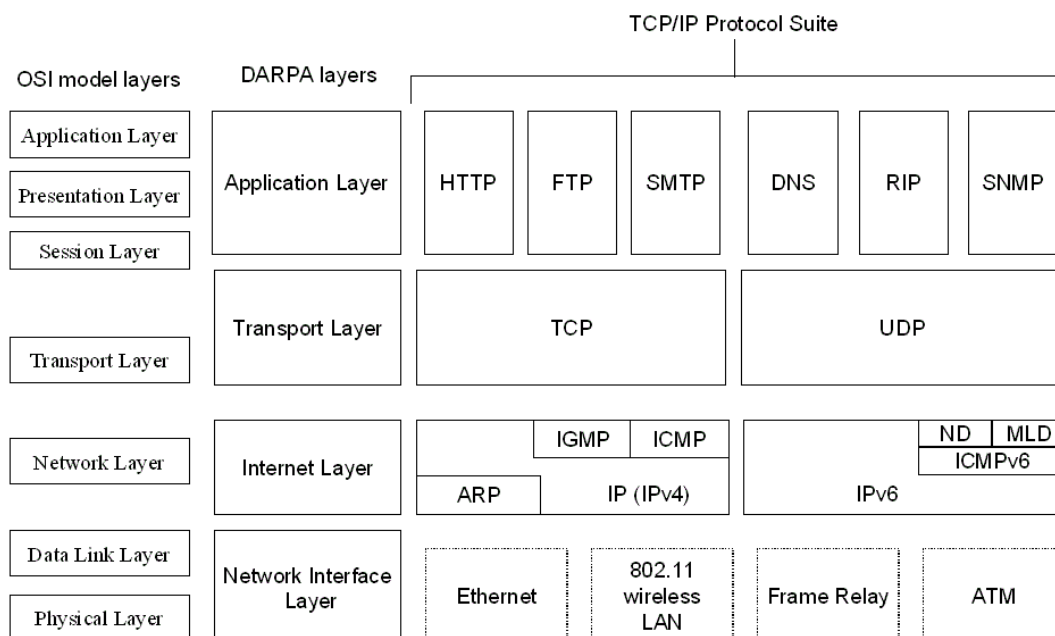 TCP/IP Protocol Suite
OSI model layers
DARPA layers
Application Layer
Presentation Layer
Session Layer
Application Layer
HTTP
FTP
SMTP
DNS
RIP
SNMP
Transport Layer
Transport Layer
TCP
UDP
Network Layer
Internet Layer
IGMP
ICMP
ARP
IP (IPv4)
ND
MLD
ICMPv6
IPv6
Data Link Layer
Physical Layer
Network Interface
Layer
Ethernet
802.11
wireless
LAN
Frame Relay
ATM